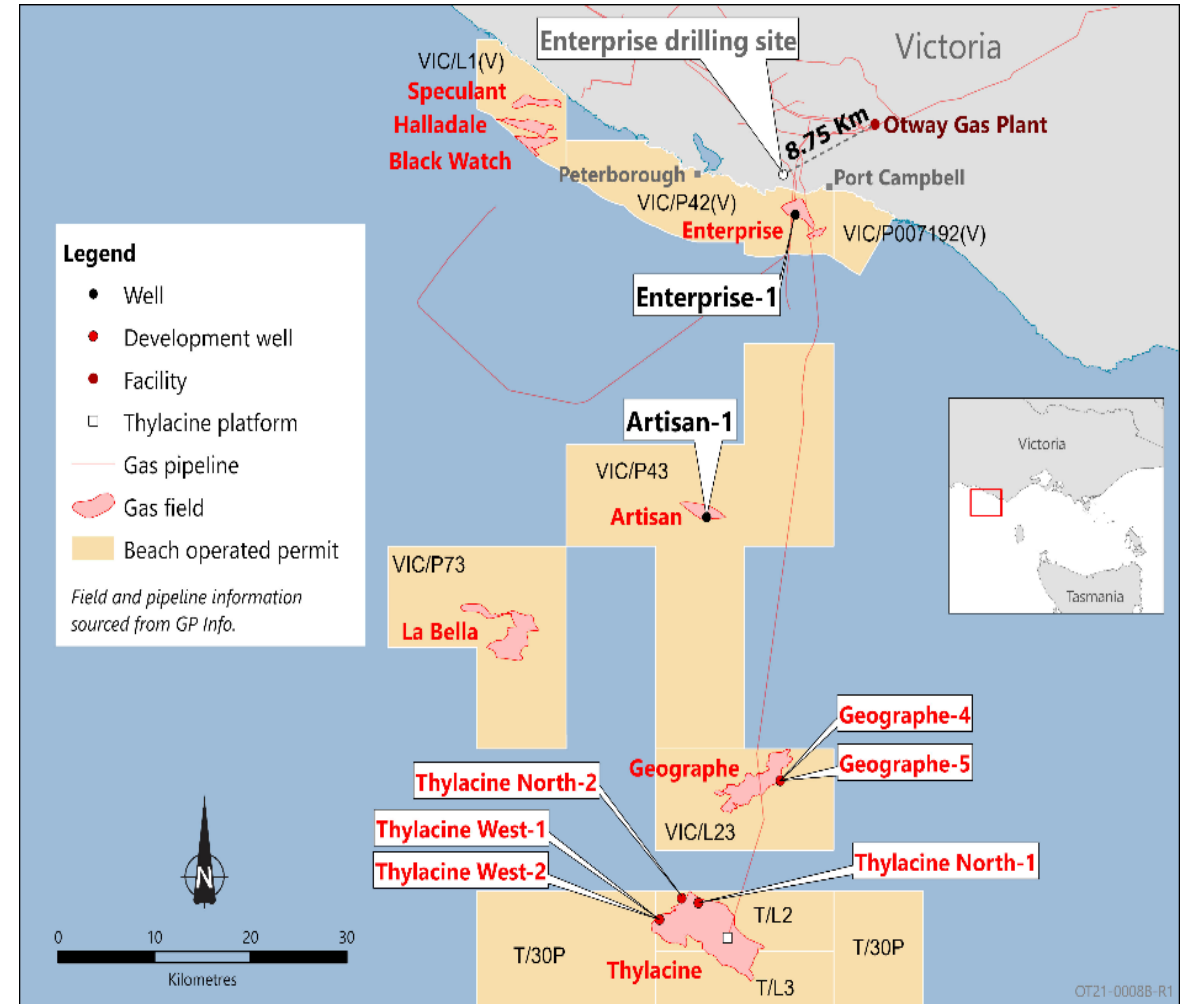 Enterprise drilling site
Victoria
VIC/L1(V)
Speculant
Halladale
Black Watch
8.75 Km
Otway Gas Plant
Peterborough
Port Campbell
VIC/P42(V)
Enterprise
VIC/P007192(V)
Enterprise-1
Legend
Well
Development well
Facility
Thylacine platform
Gas pipeline
Gas field
Beach operated permit
Field and pipeline information
sourced from GP Info.
Artisan-1
VIC/P43
Artisan
Victoria
Tasmania
VIC/P73
La Bella
Geographe-4
Geographe
Geographe-5
Thylacine North-2
VIC/L23
Thylacine West-1
Thylacine West-2
Thylacine North-1
N
T/L2
T/30P
T/30P
Thylacine
T/L3
0 10 20 30
Kilometres
OT21-0008B-R1